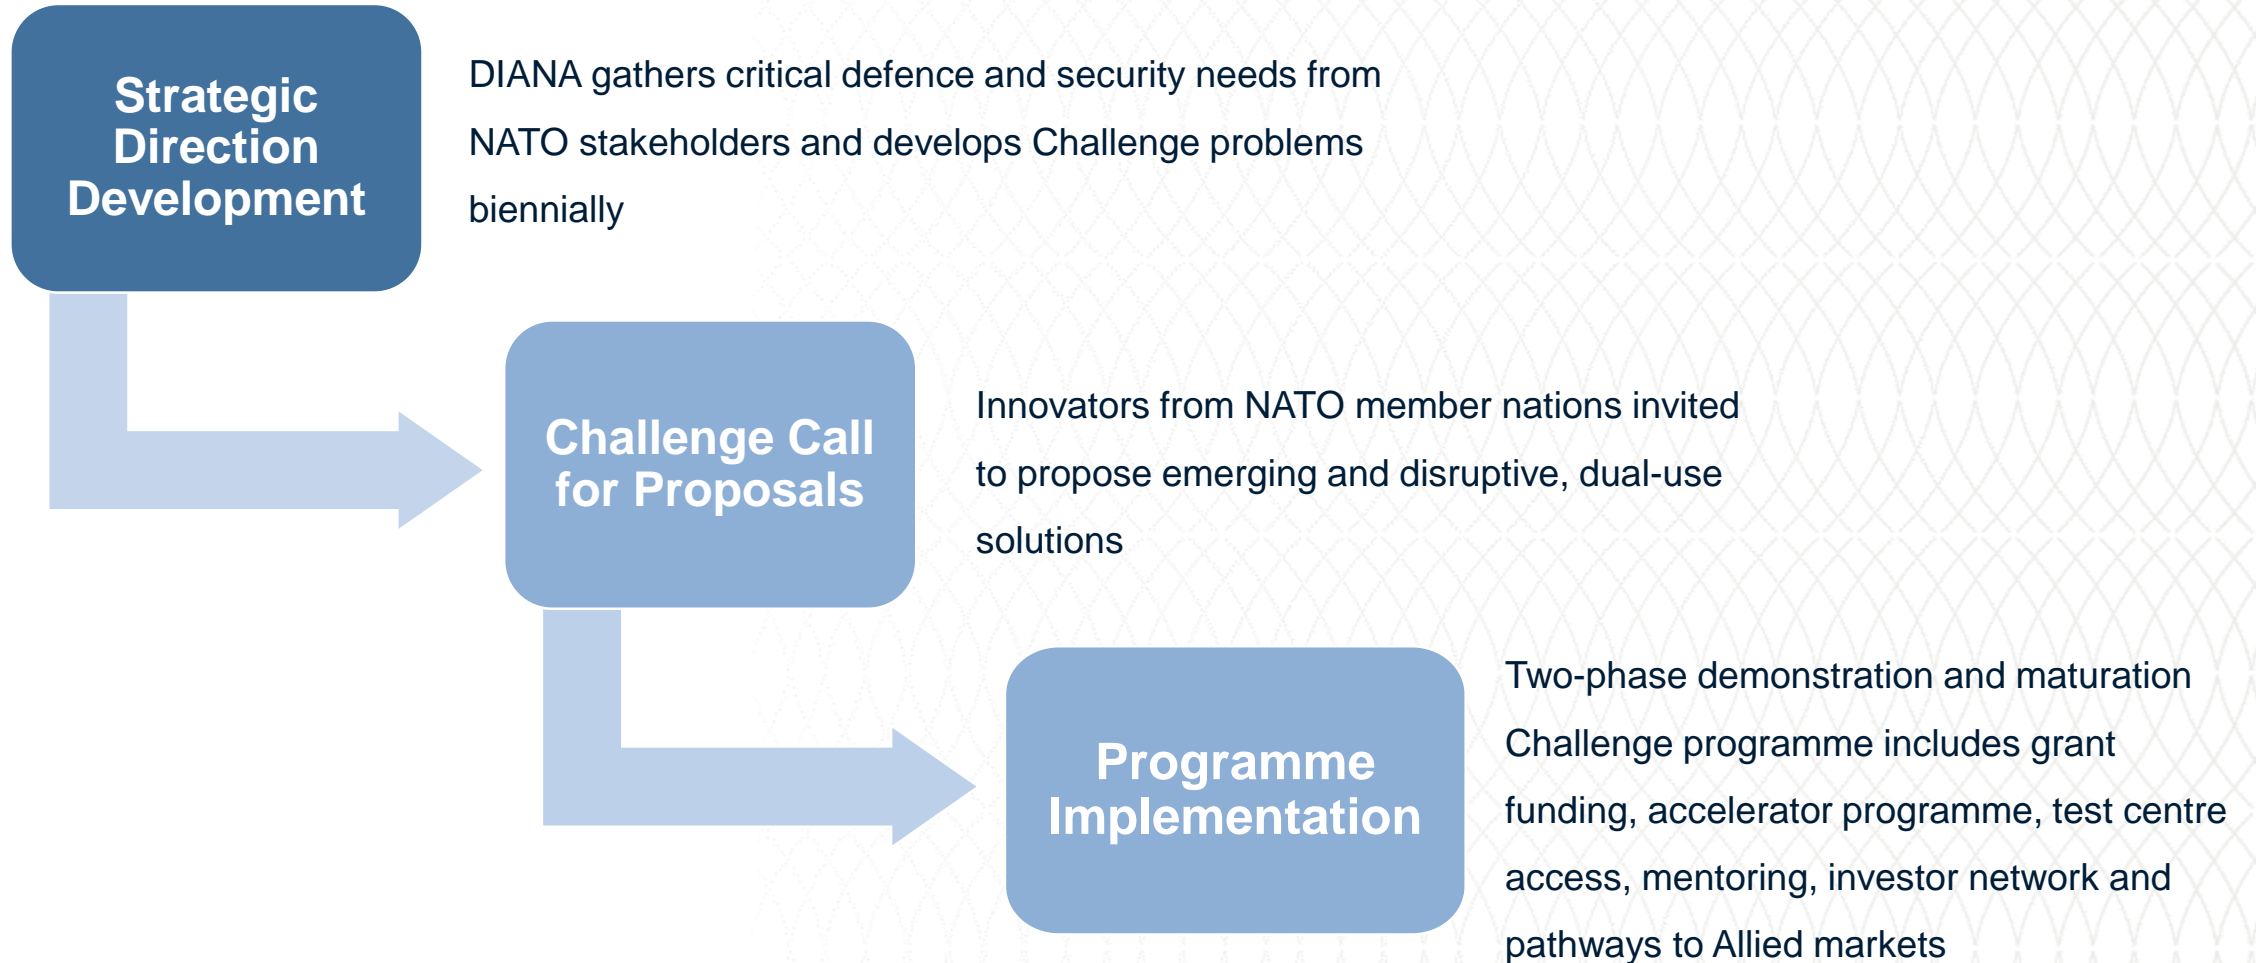 Strategic
Direction
Development
DIANA gathers critical defence and security needs from
NATO stakeholders and develops Challenge problems
biennially
Challenge Call
for Proposals
Innovators from NATO member nations invited
to propose emerging and disruptive, dual-use
solutions
Programme
Implementation
Two-phase demonstration and maturation
Challenge programme includes grant
funding, accelerator programme, test centre
access, mentoring, investor network and
pathways to Allied markets